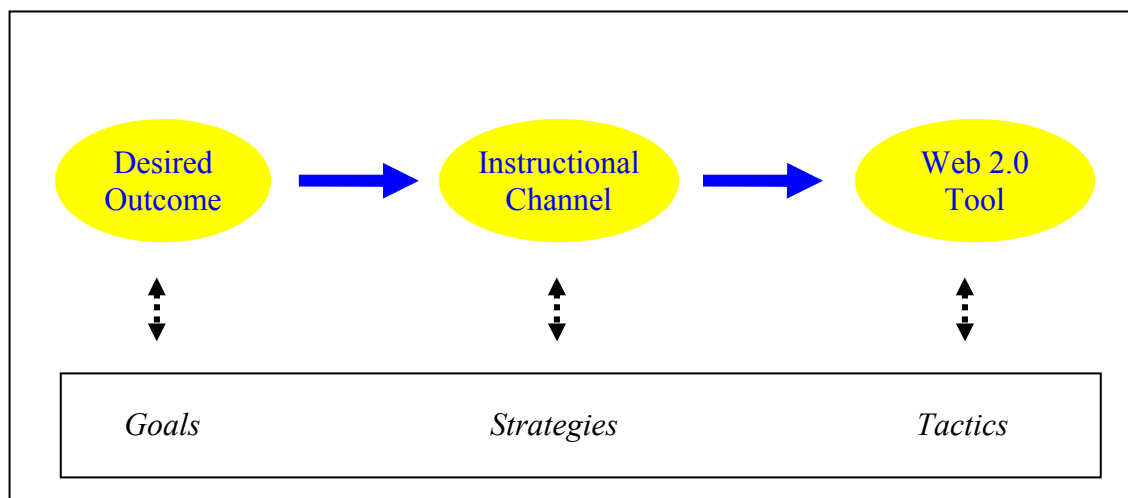 Desired
Outcome
Instructional
Channel
Web 2.0
Tool
Goals
Strategies
Tactics